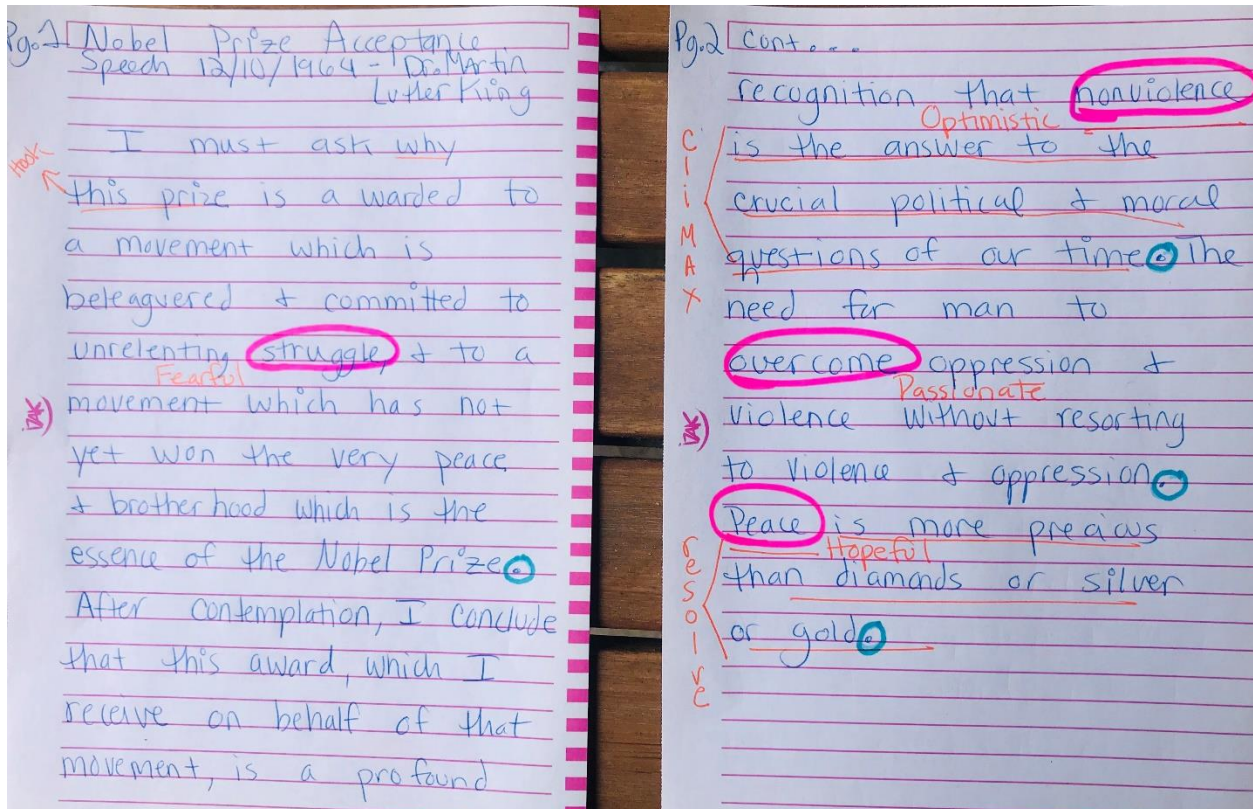 Pg.1 Nobel Prize Acceptance
Speech 12/10/1964 - Dr. Martin
Lutler King
I must ask why
Hook
this prize is a warded to
a movement which is
beleaguered & committed to
unrelenting struggle, & to a
Fearful
movement which has not
yet won the very peace
& brotherhood which is the
essence of the Nobel Prize.
After contemplation, I conclude
that this award, which I
receive on behalf of that
movement, is a profound
Pg.2 cont...
recognition that nonviolence
Optimistic
CliMAX
is the answer to the
crucial political & moral
questions of our time. The
need for man to
overcome oppression &
Passionate
violence without resorting
to violence & oppression.
Peace is more precious
Hopeful
resolve
than diamonds or silver
or gold.